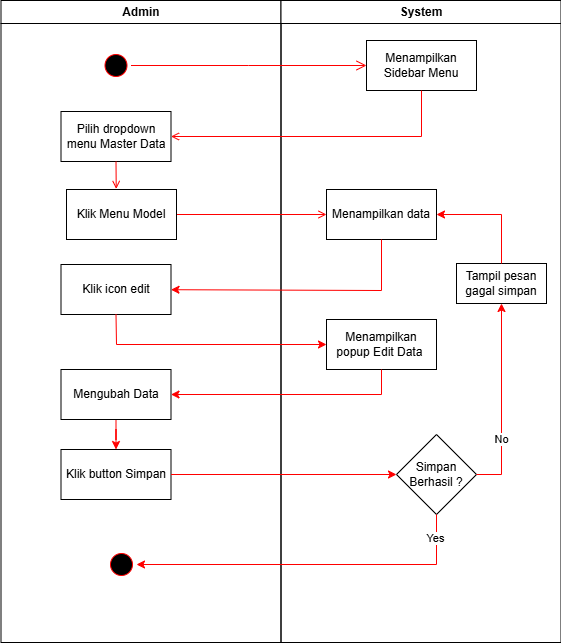 Admin
System
Menampilkan
Sidebar Menu
Pilih dropdown
menu Master Data
Klik Menu Model
Menampilkan data
Klik icon edit
Tampil pesan
gagal simpan
Menampilkan
popup Edit Data
Mengubah Data
No
Klik button Simpan
Simpan
Berhasil ?
Yes